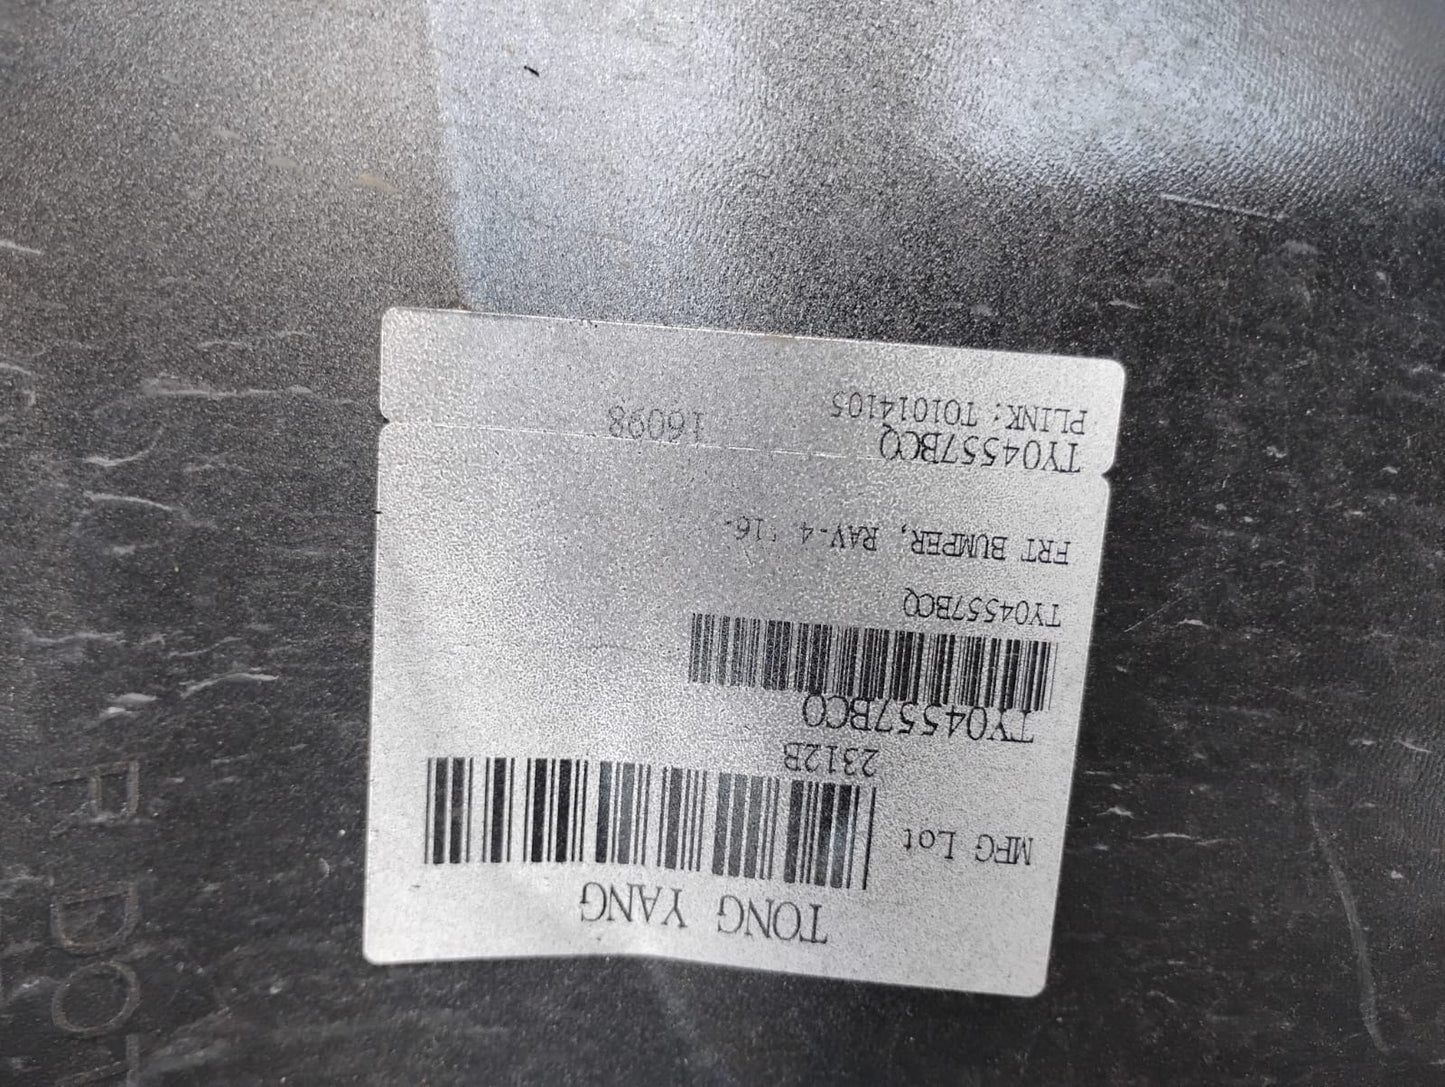 TONG YANG
MFG Lot
2312B
TY04557BCQ
TY04557BCQ
FRT BUMPER, RAV-4 '16-
TY04557BCQ
16098
PLINK: TO1014105